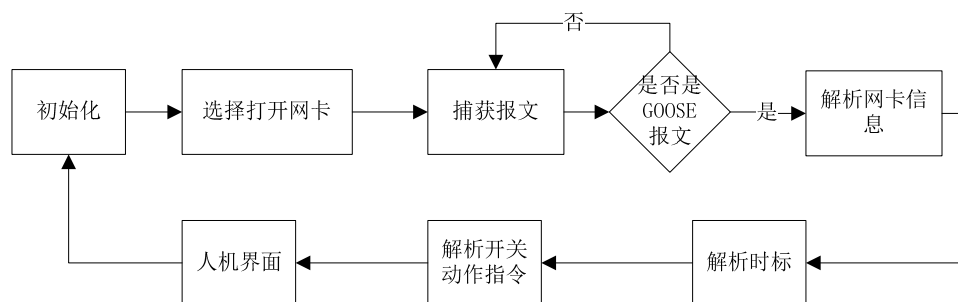 否
初始化
选择打开网卡
捕获报文
是否是
GOOSE
报文
是
解析网卡信
息
人机界面
解析开关
动作指令
解析时标